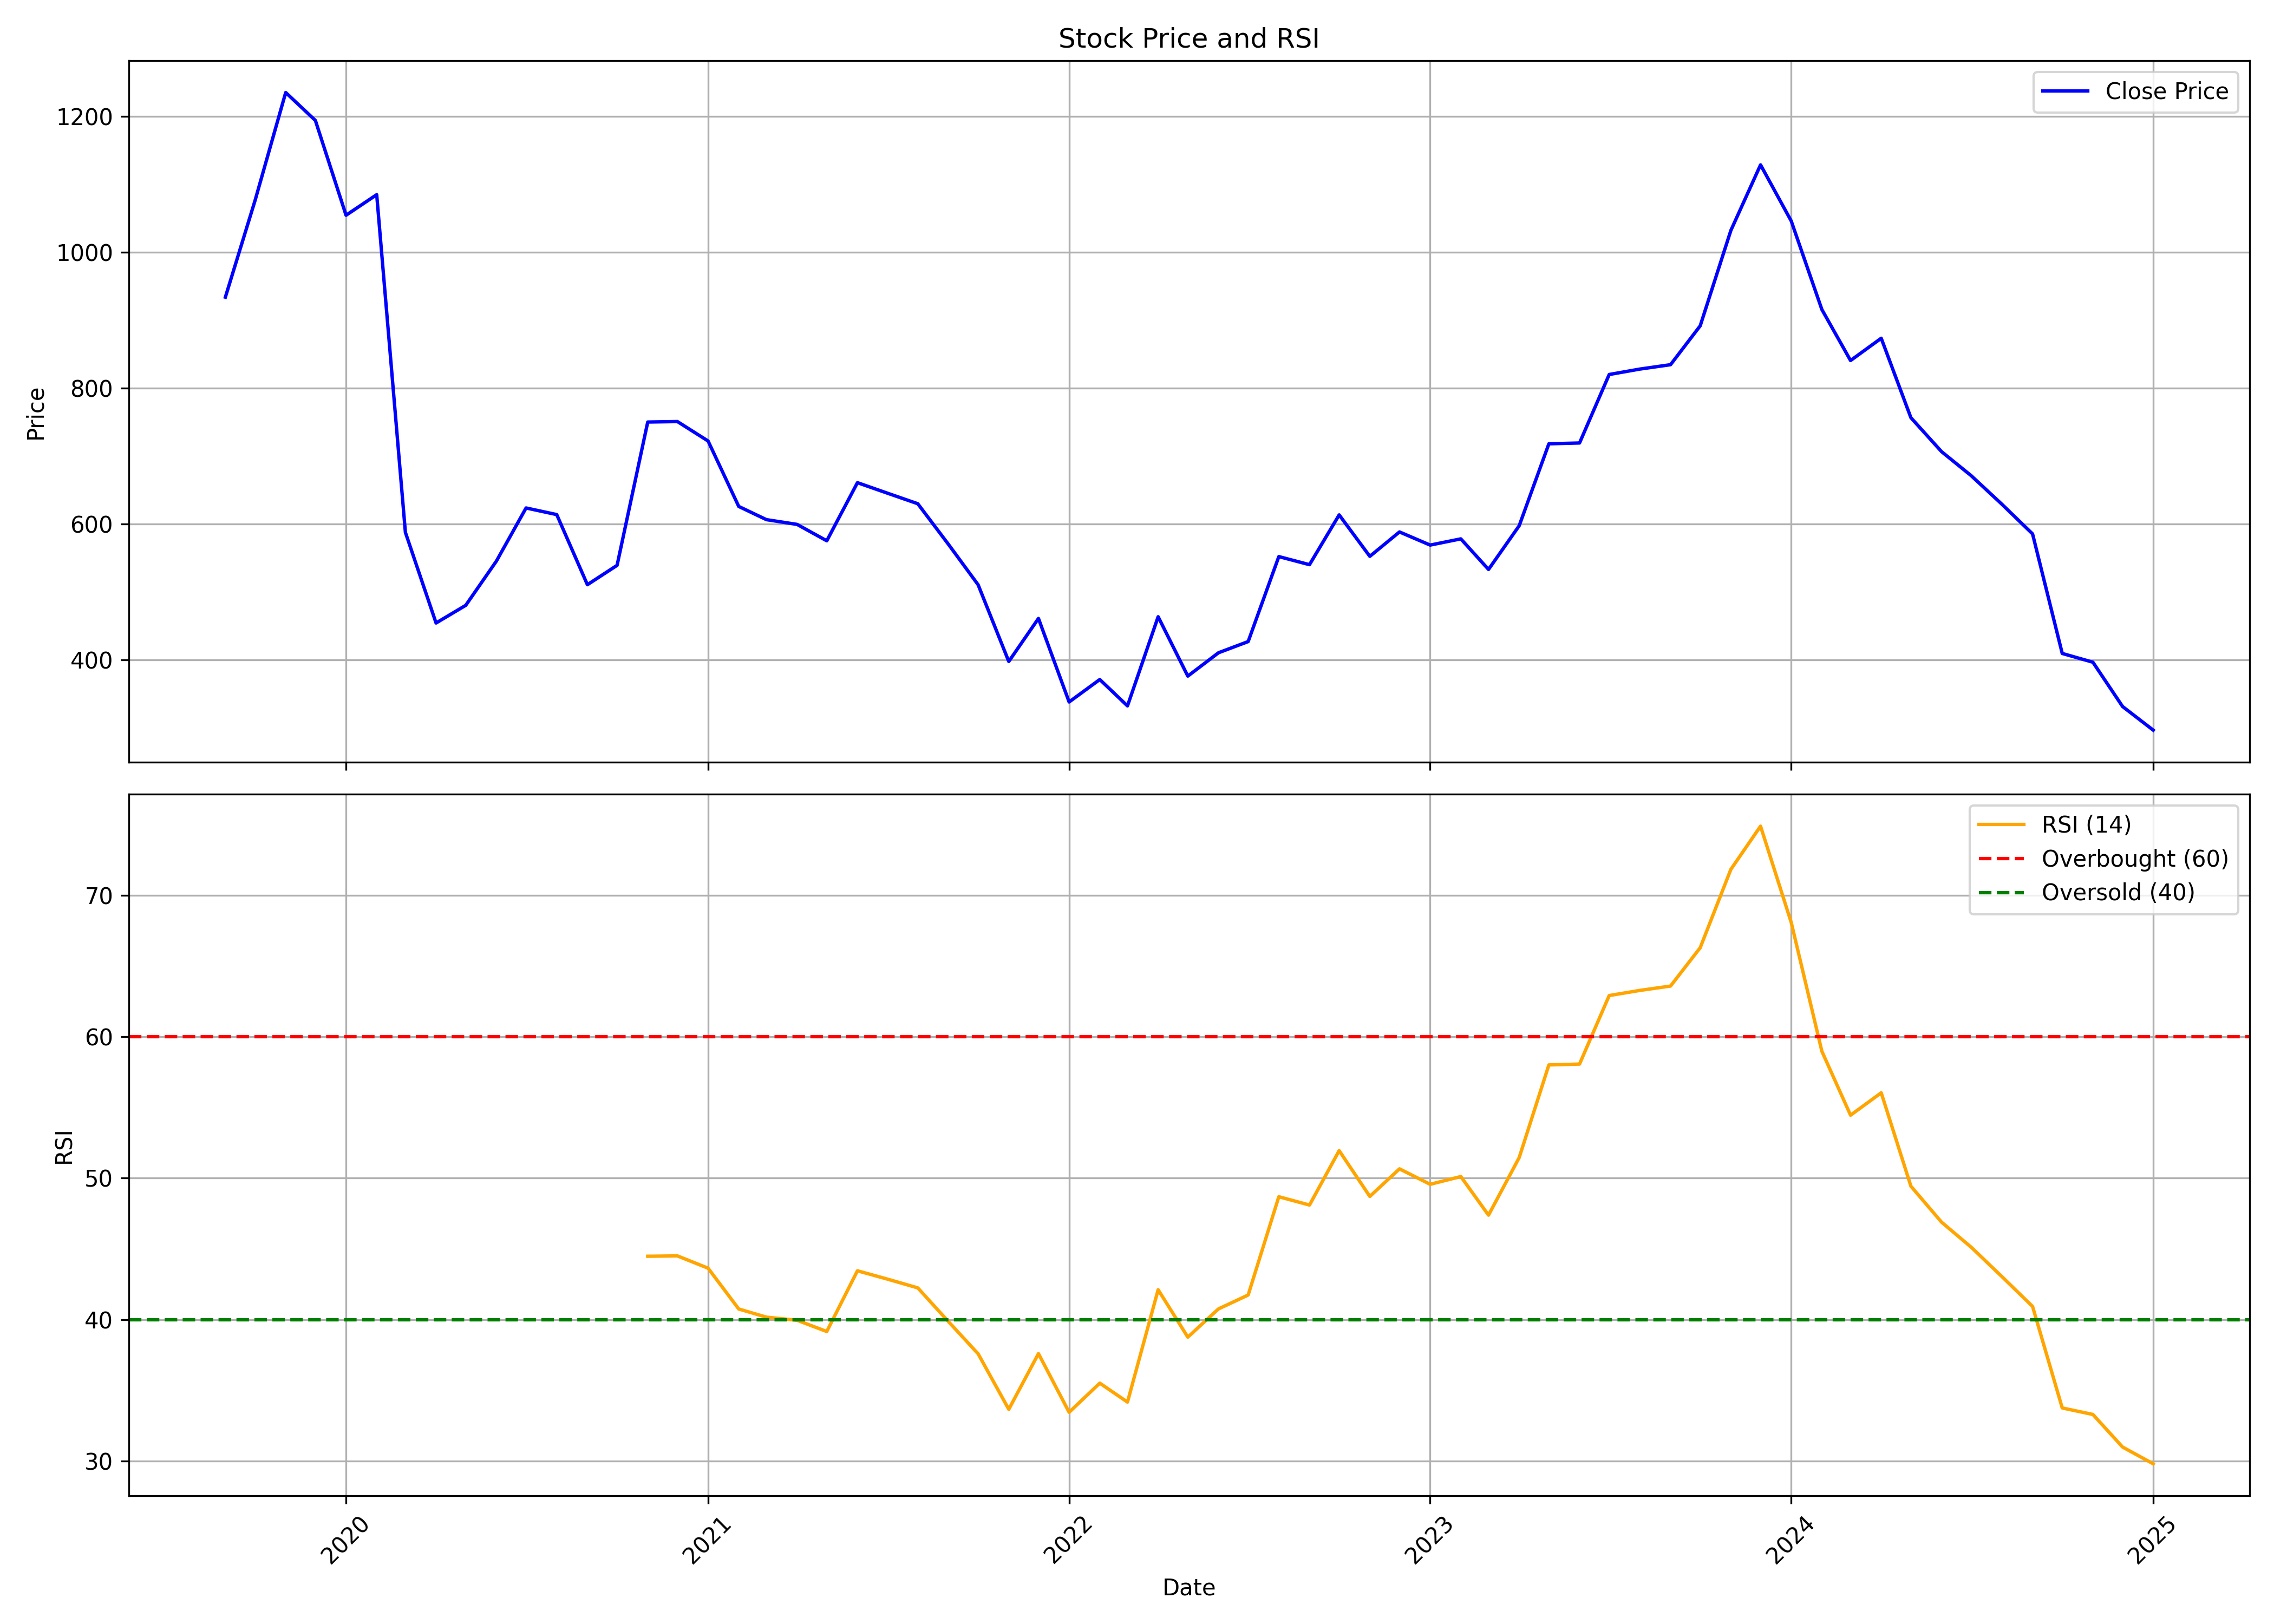 Stock Price and RSI
Close Price
1200
1000
800
600
400
Price
RSI (14)
Overbought (60)
Oversold (40)
70
60
50
40
30
RSI
2020
2021
2022
2023
2024
2025
Date